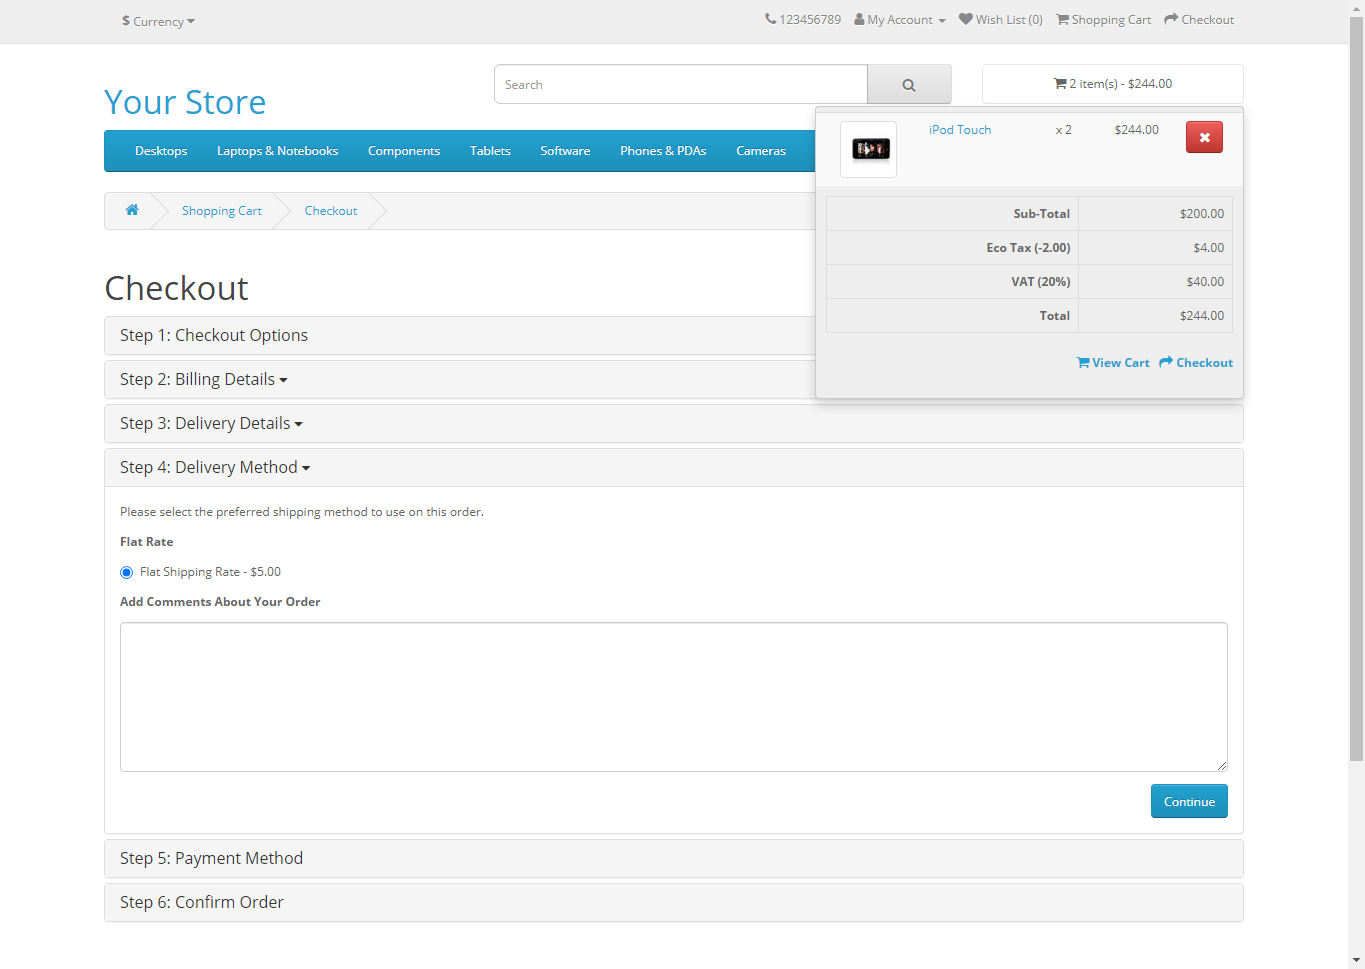 $ Currency
123456789 My Account Wish List (0) Shopping Cart Checkout
Your Store
Search
2 item(s) - $244.00
iPod Touch x 2 $244.00
Desktops Laptops & Notebooks Components Tablets Software Phones & PDAs Cameras
Shopping Cart Checkout
Sub-Total $200.00
Eco Tax (-2.00) $4.00
VAT (20%) $40.00
Total $244.00
View Cart Checkout
Checkout
Step 1: Checkout Options
Step 2: Billing Details
Step 3: Delivery Details
Step 4: Delivery Method
Please select the preferred shipping method to use on this order.
Flat Rate
Flat Shipping Rate - $5.00
Add Comments About Your Order
Continue
Step 5: Payment Method
Step 6: Confirm Order